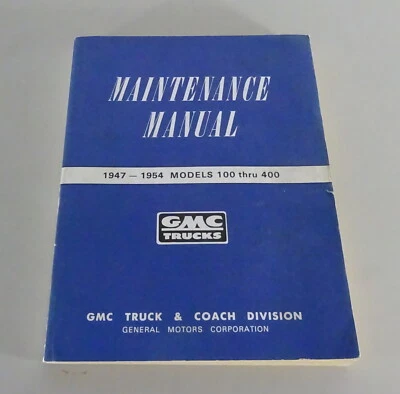 MAINTENANCE
MANUAL
1947 — 1954 MODELS 100 thru 400
GMC
TRUCKS
GMC TRUCK & COACH DIVISION
GENERAL MOTORS CORPORATION